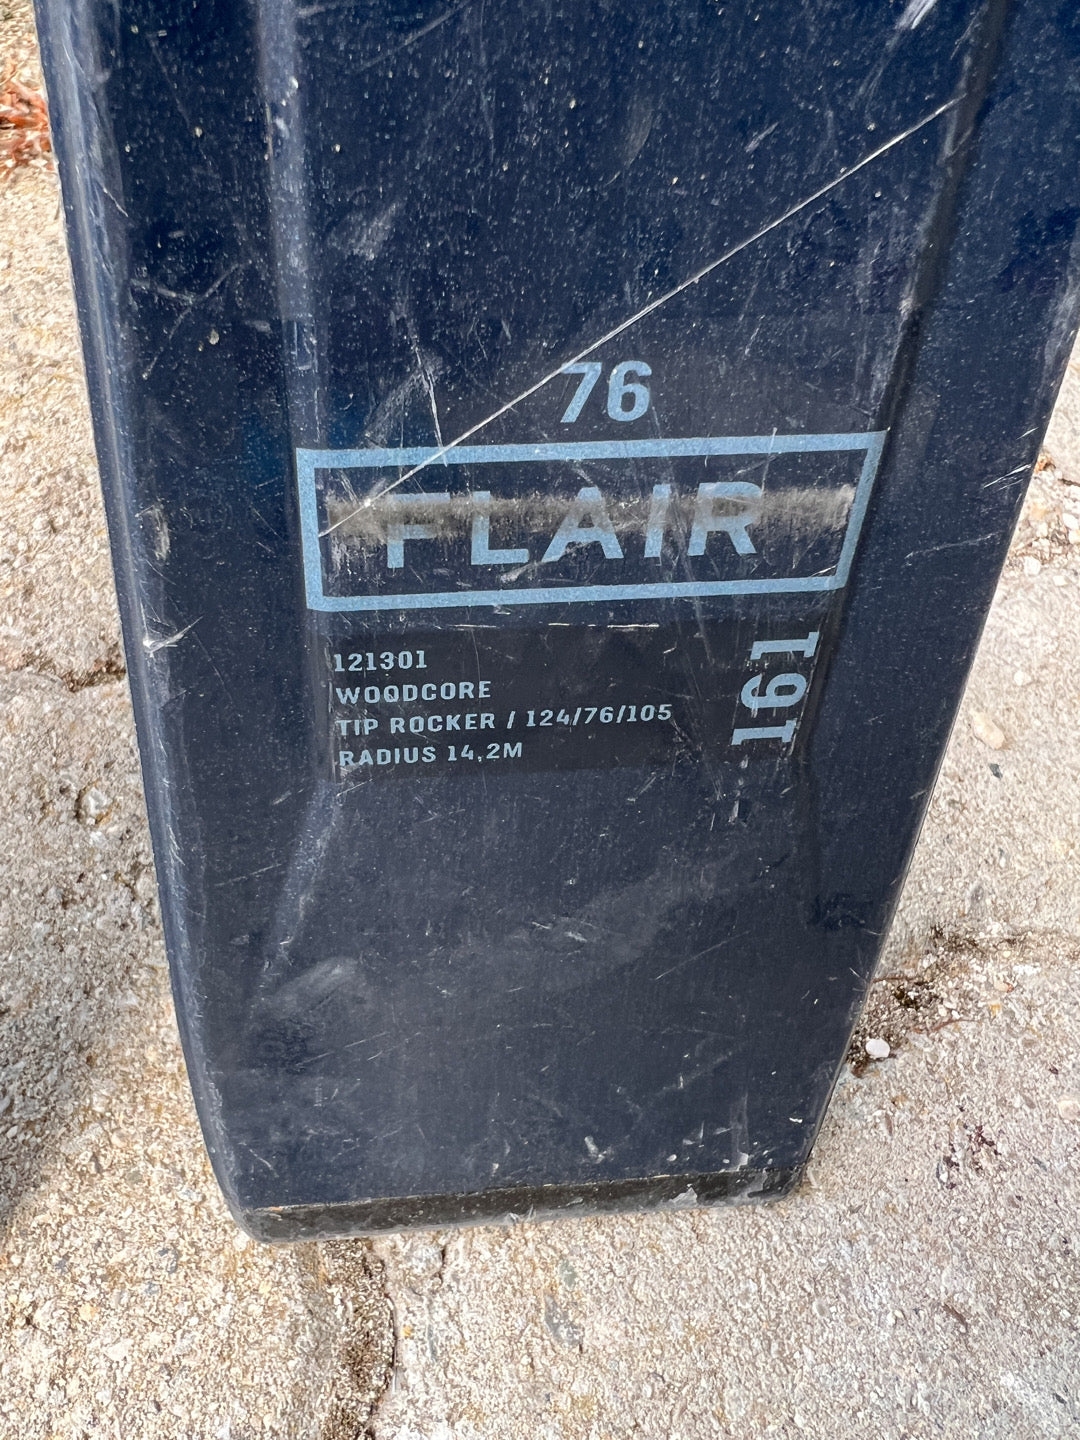 76
FLAIR
121301
WOODCORE
TIP ROCKER / 124/76/105
RADIUS 14,2M
161